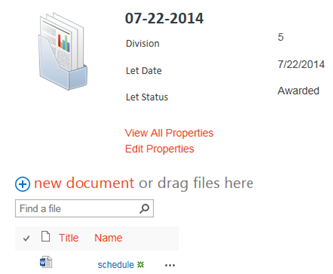 07-22-2014
Division 5
Let Date 7/22/2014
Let Status Awarded
View All Properties
Edit Properties
new document or drag files here
Find a file
Title Name
schedule